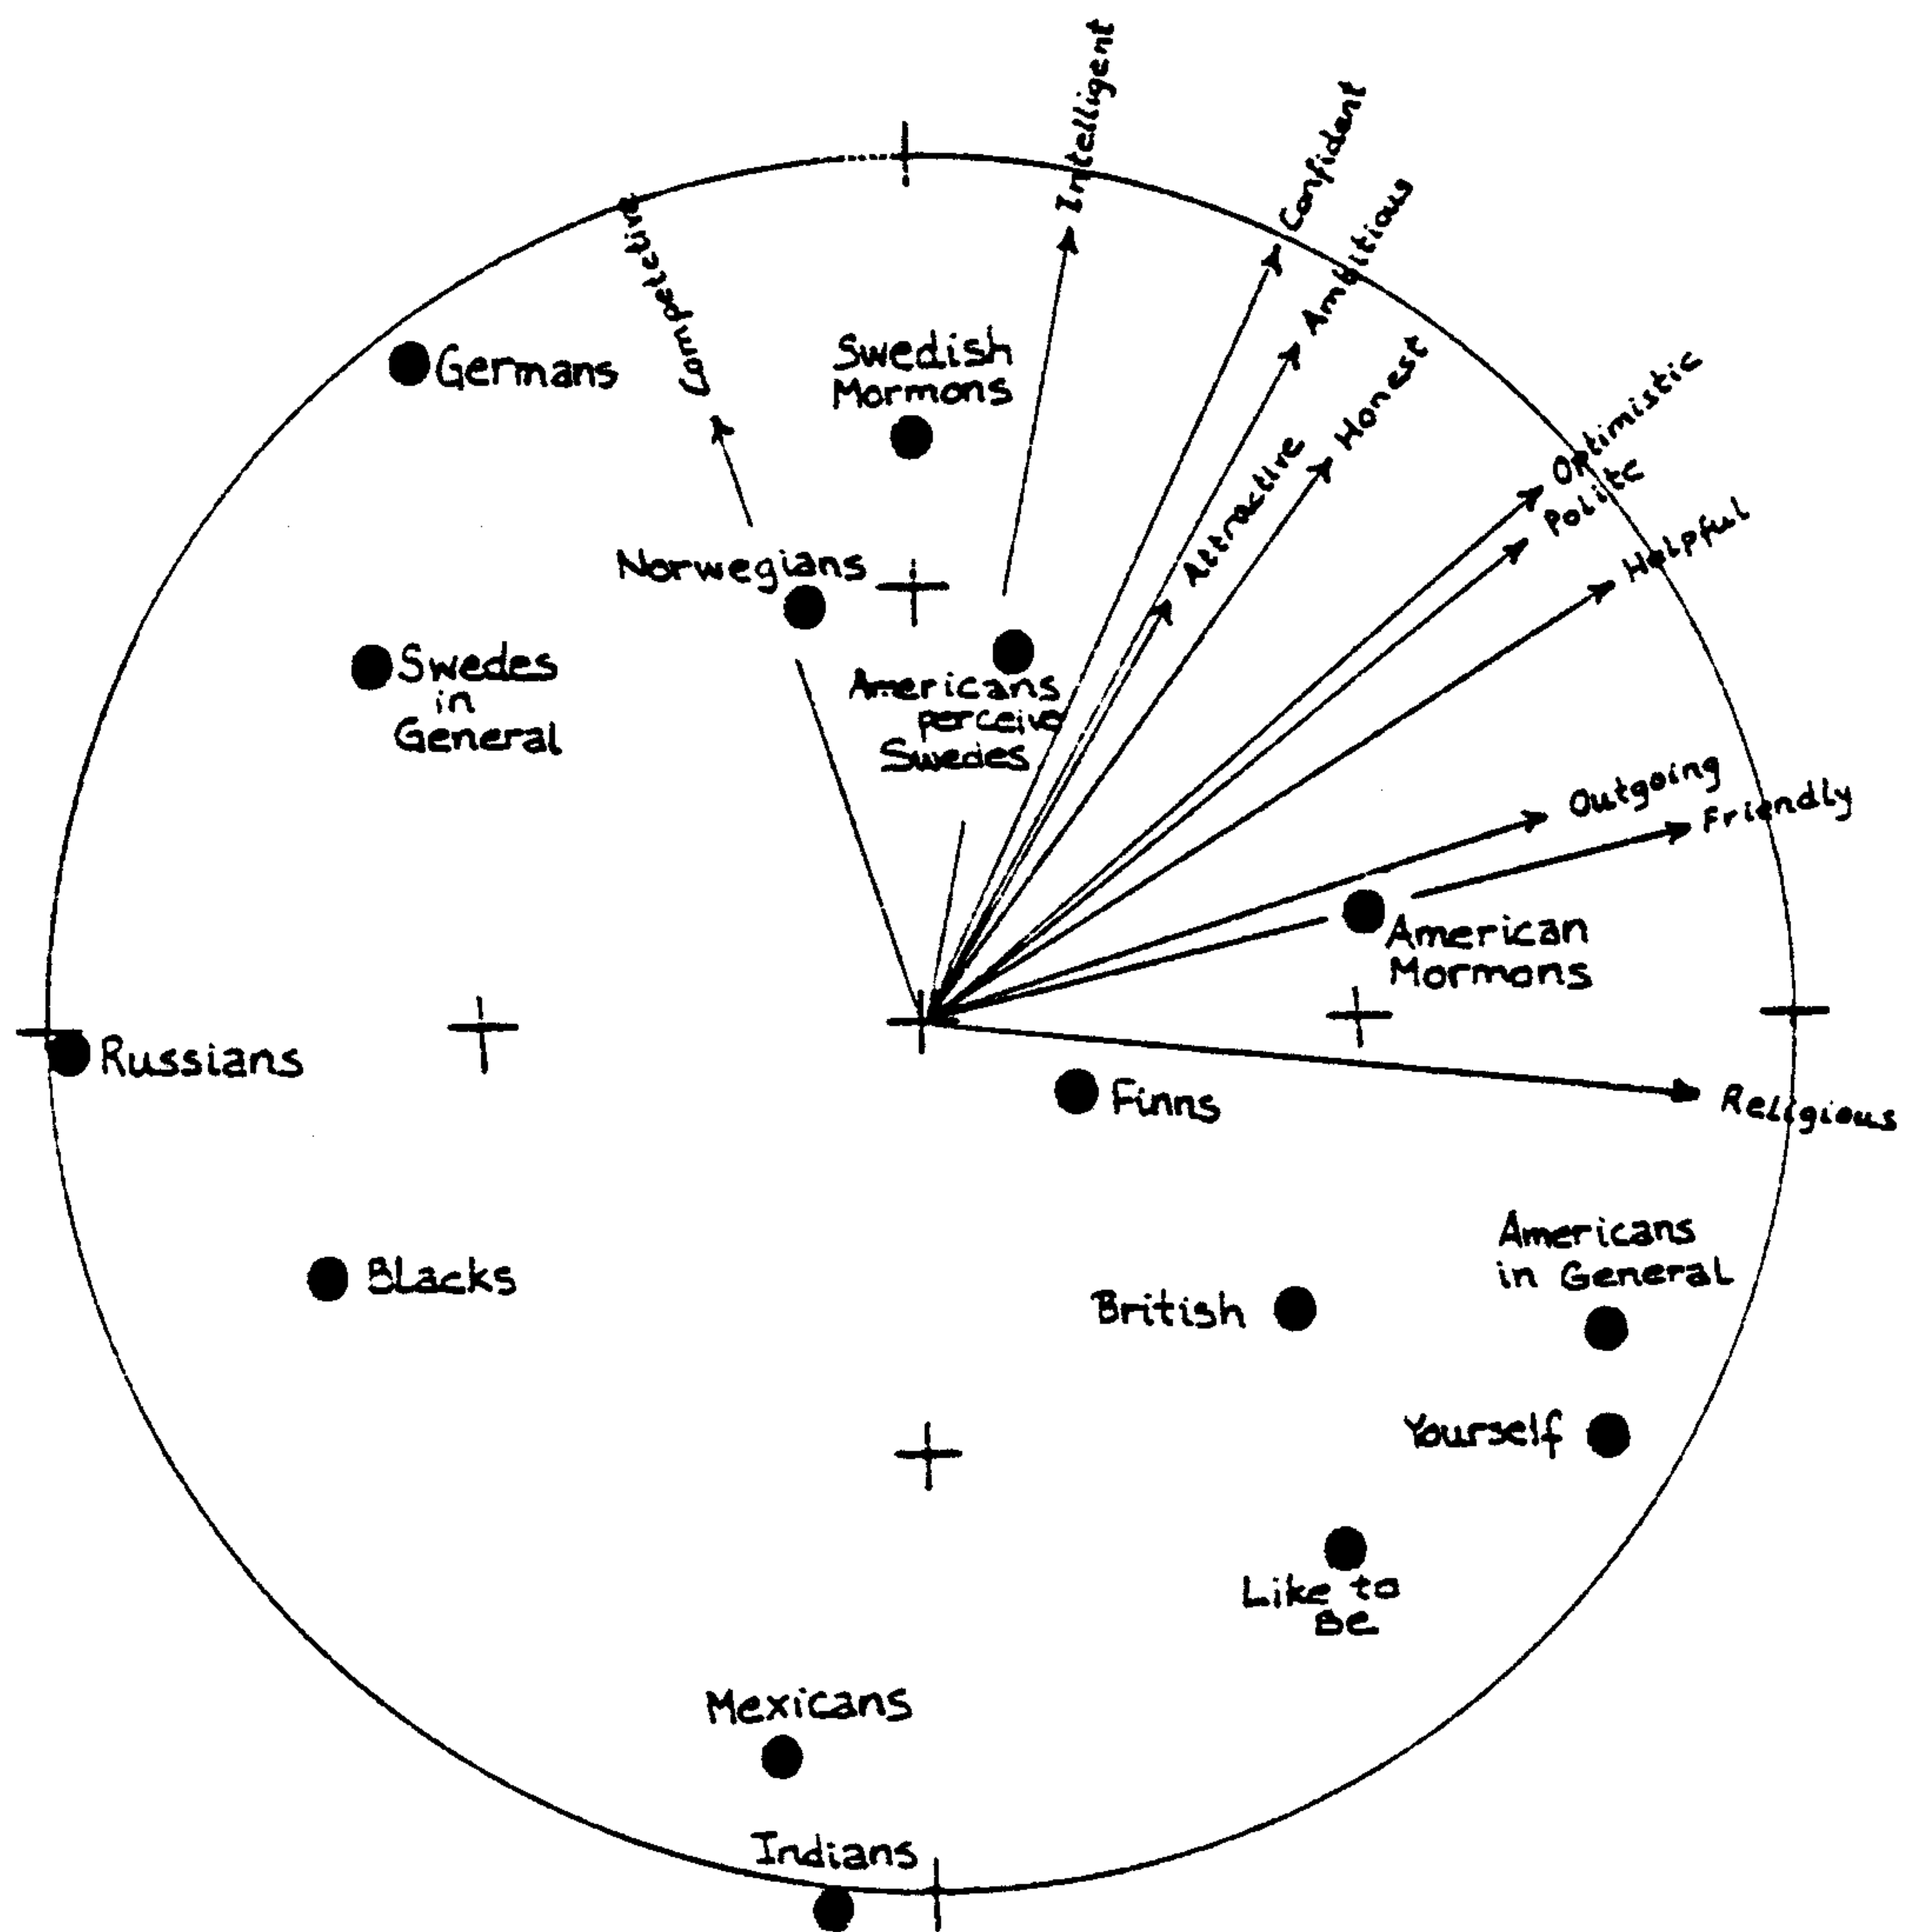 Intelligent
Confident
Ambitious
Comparative
Germans
Swedish
Mormons
Honest
Optimistic
Polite
Attractive
Helpful
Norwegians
Swedes
in
General
Americans
perceive
Swedes
Outgoing
Friendly
American
Mormons
Russians
Finns
Religious
Blacks
Americans
in General
British
Yourself
Like to
Be
Mexicans
Indians